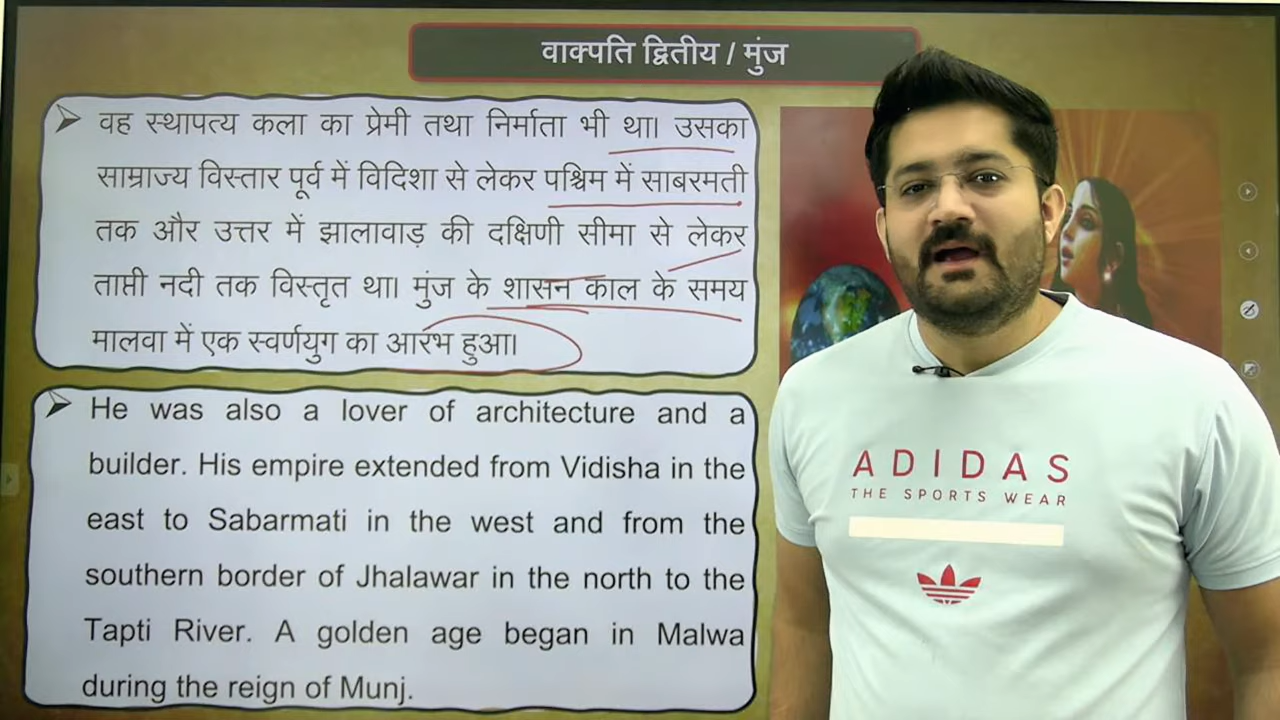 वाक्पति द्वितीय / मुंज
वह स्थापत्य कला का प्रेमी तथा निर्माता भी था। उसका
साम्राज्य विस्तार पूर्व में विदिशा से लेकर पश्चिम में साबरमती
तक और उत्तर में झालावाड़ की दक्षिणी सीमा से लेकर
ताप्ती नदी तक विस्तृत था। मुंज के शासन काल के समय
मालवा में एक स्वर्णयुग का आरंभ हुआ।
He was also a lover of architecture and a
builder. His empire extended from Vidisha in the
east to Sabarmati in the west and from the
southern border of Jhalawar in the north to the
Tapti River. A golden age began in Malwa
during the reign of Munj.
ADIDAS
THE SPORTS WEAR